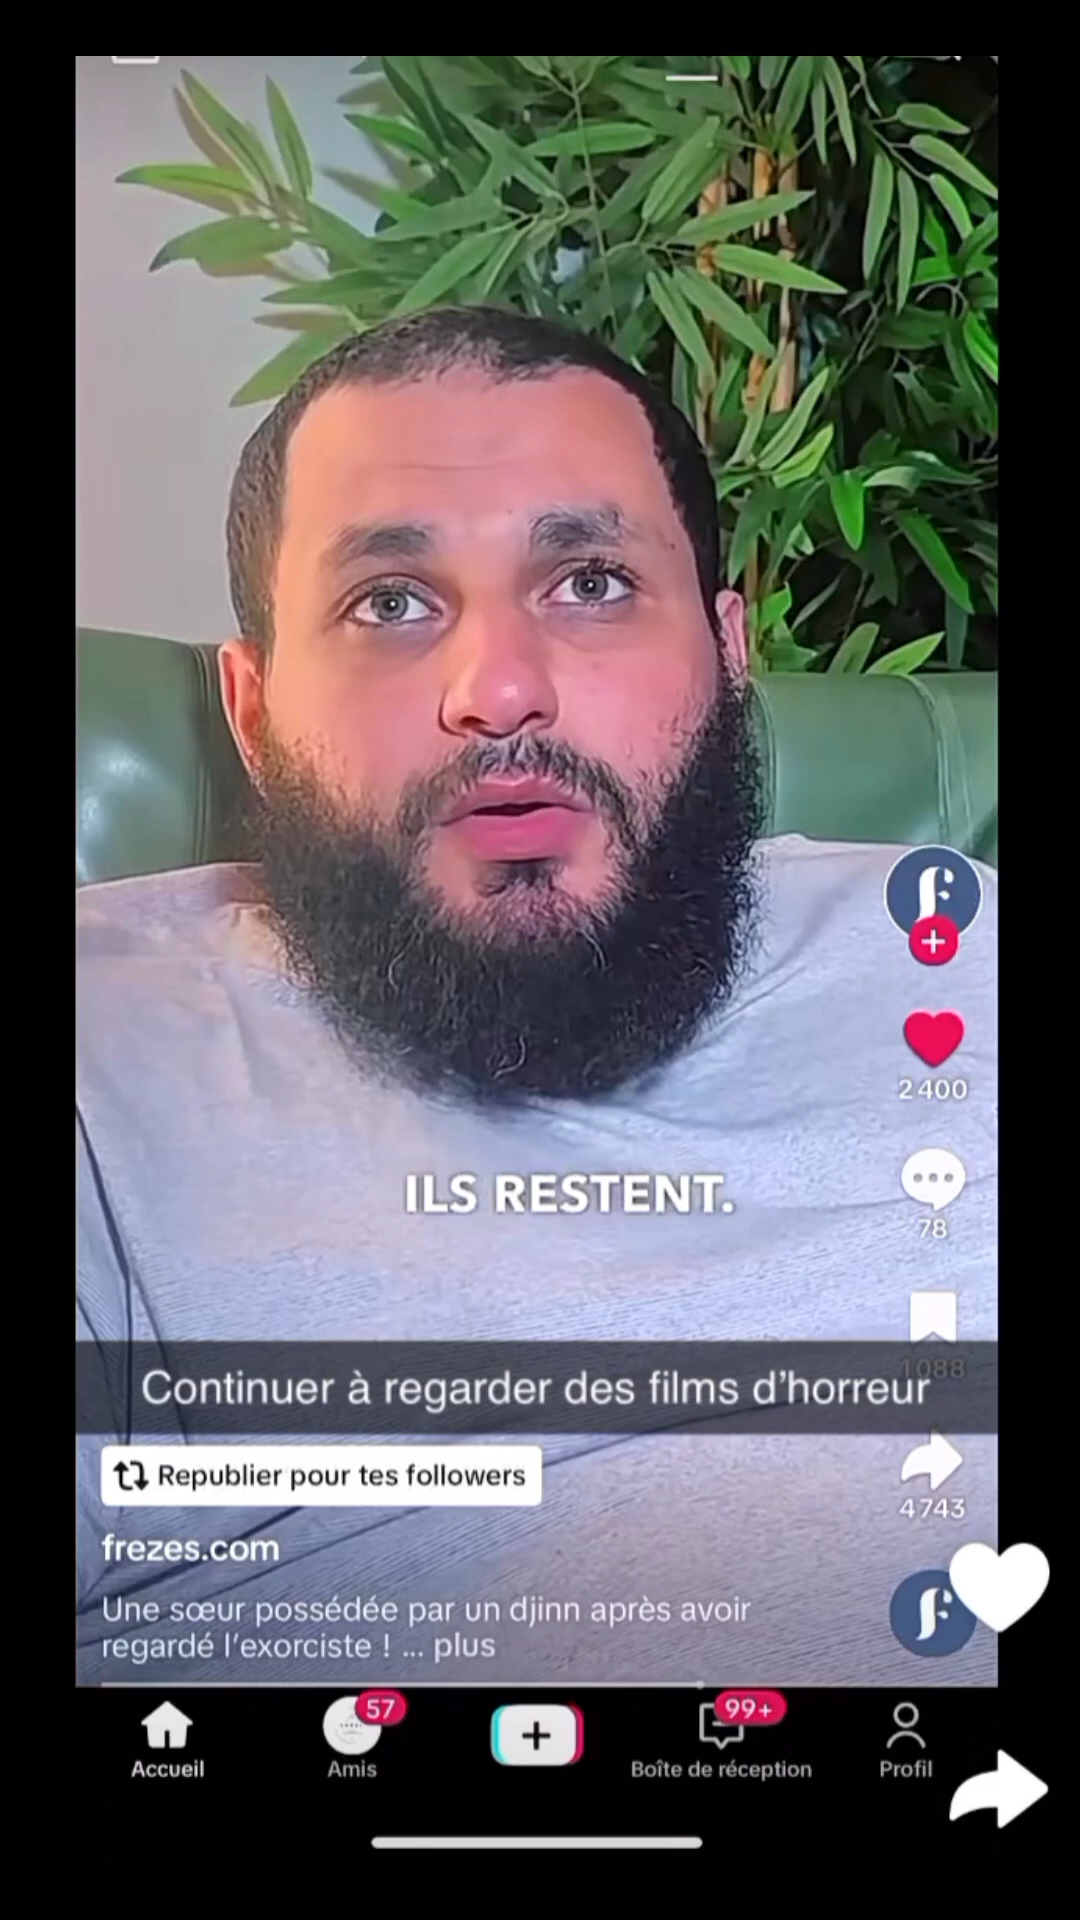 ILS RESTENT.
2400
78
1088
Continuer à regarder des films d’horreur
Republier pour tes followers
4743
frezes.com
Une sœur possédée par un djinn après avoir
regardé l’exorciste ! ... plus
57
99+
Accueil
Amis
Boîte de réception
Profil